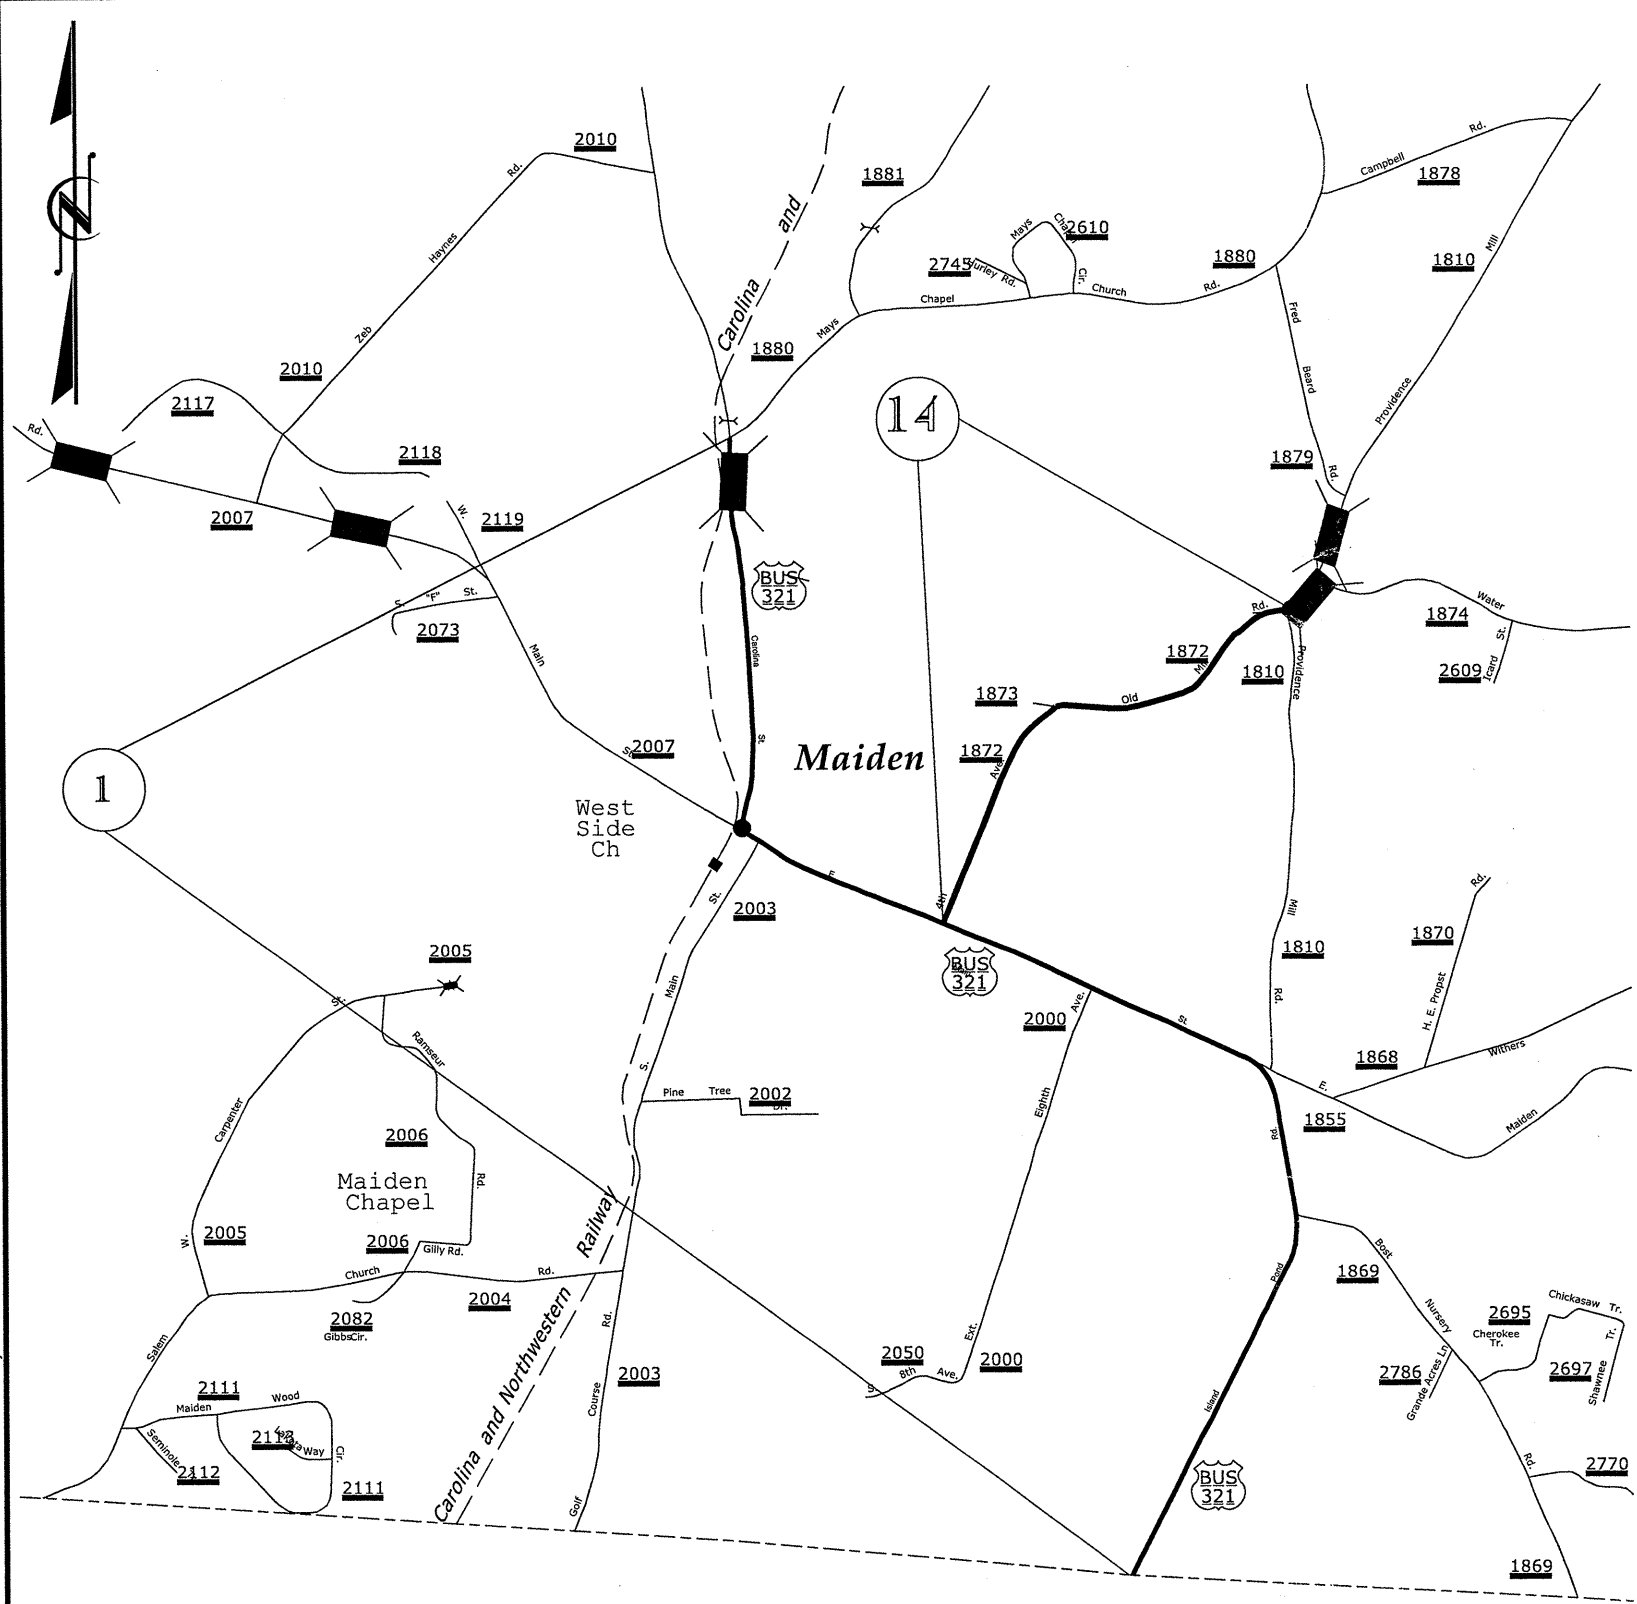 2010
Rd.
Carolina and
1881
Campbell Rd.
1878
Mays
Cir.
2610
Haynes
2745
Hurley Rd.
1880
1810
Mill
Chapel
Church
Rd.
Zeb
Mays
1880
Fred
Beard
Rd.
2010
2117
Providence
14
Rd.
2118
1879
2007
W.
2119
BUS
321
S. "F" St.
2073
Main
St.
2007
Carolina
St.
Water
1874
St.
Icard
2609
Rd.
1872
1810
Providence
Old
1873
1872
Ave.
4th
Maiden
1
West
Side
Ch
St.
2003
BUS
321
Mill
1810
Rd.
Rd.
1870
H. E. Propst
2005
St.
Main
S.
2000
Ave.
St
Withers
1868
E.
1855
Maiden
Ramseur
Pine Tree
2002
Dr.
Eighth
Rd.
Carpenter
2006
Rd.
Maiden
Chapel
W.
2005
2006
Gilly Rd.
Railway
Church
Rd.
2004
Bost
1869
Pond
2082
GibbsCir.
Salem
Rd.
Nursery
Chickasaw Tr.
2695
Cherokee
Tr.
Tr.
Ext.
2050
8th Ave.
2000
S.
2003
Course
2786
Grande Acres Ln
2697
Shawnee
2111
Maiden
Wood
Island
Seminole
Way
Cir.
2112
2111
Carolina and Northwestern
Rd.
2770
BUS
321
Golf
1869